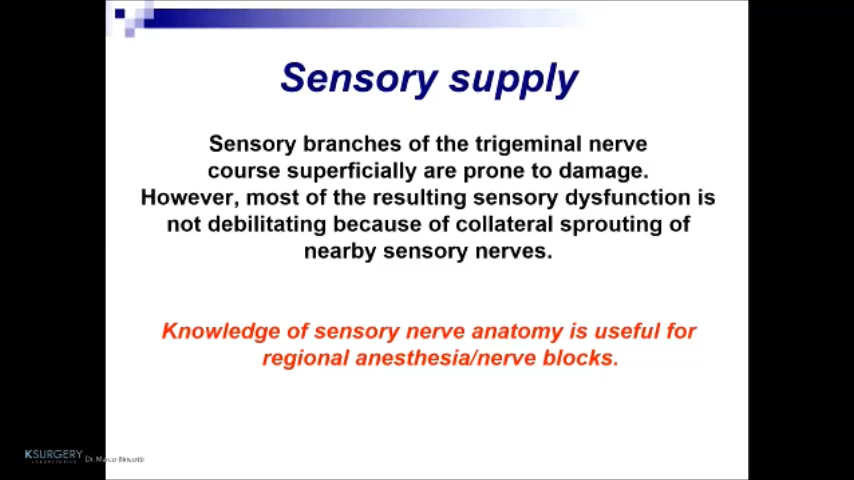 Sensory supply
Sensory branches of the trigeminal nerve
course superficially are prone to damage.
However, most of the resulting sensory dysfunction is
not debilitating because of collateral sprouting of
nearby sensory nerves.
Knowledge of sensory nerve anatomy is useful for
regional anesthesia/nerve blocks.
KSURGERY
Dr.